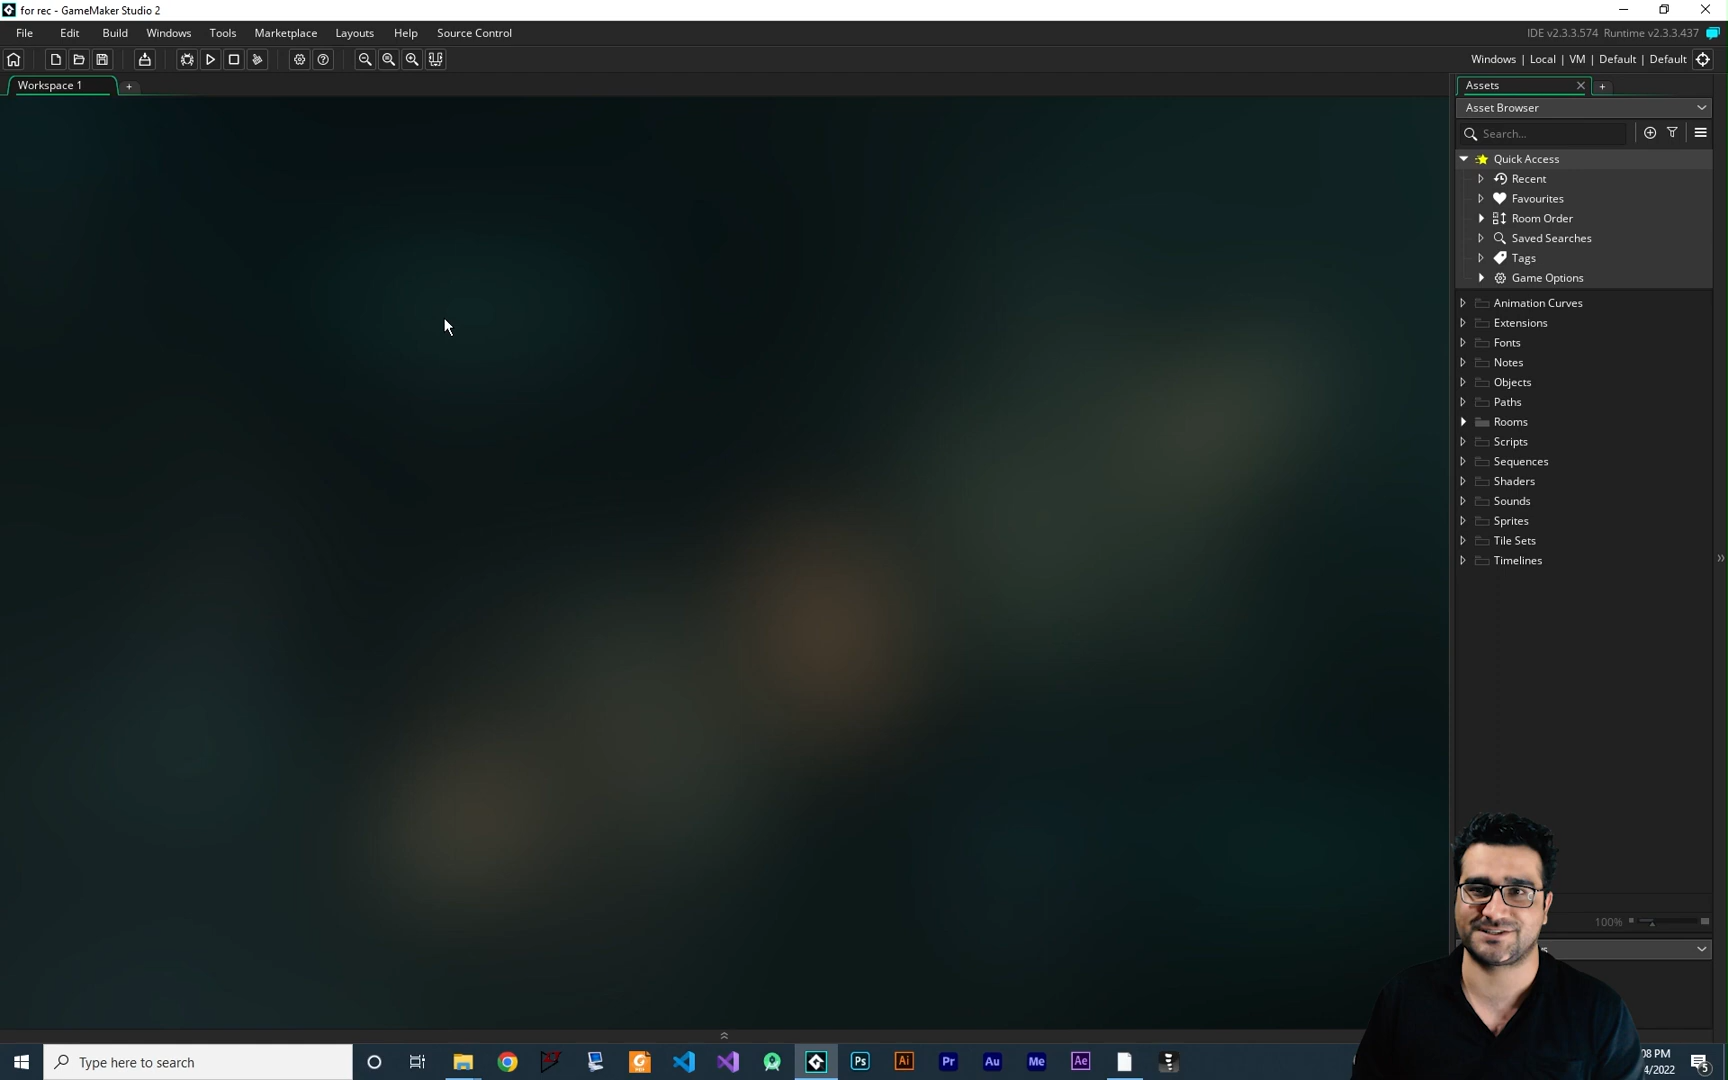 for rec - GameMaker Studio 2
File Edit Build Windows Tools Marketplace Layouts Help Source Control
IDE v2.3.3.574 Runtime v2.3.3.437
Windows | Local | VM | Default | Default
Workspace 1
Assets
Asset Browser
Search...
Quick Access
Recent
Favourites
Room Order
Saved Searches
Tags
Game Options
Animation Curves
Extensions
Fonts
Notes
Objects
Paths
Rooms
Scripts
Sequences
Shaders
Sounds
Sprites
Tile Sets
Timelines
100%
Type here to search
Ps
Ai
Pr
Au
Me
Ae
08 PM
4/2022
5